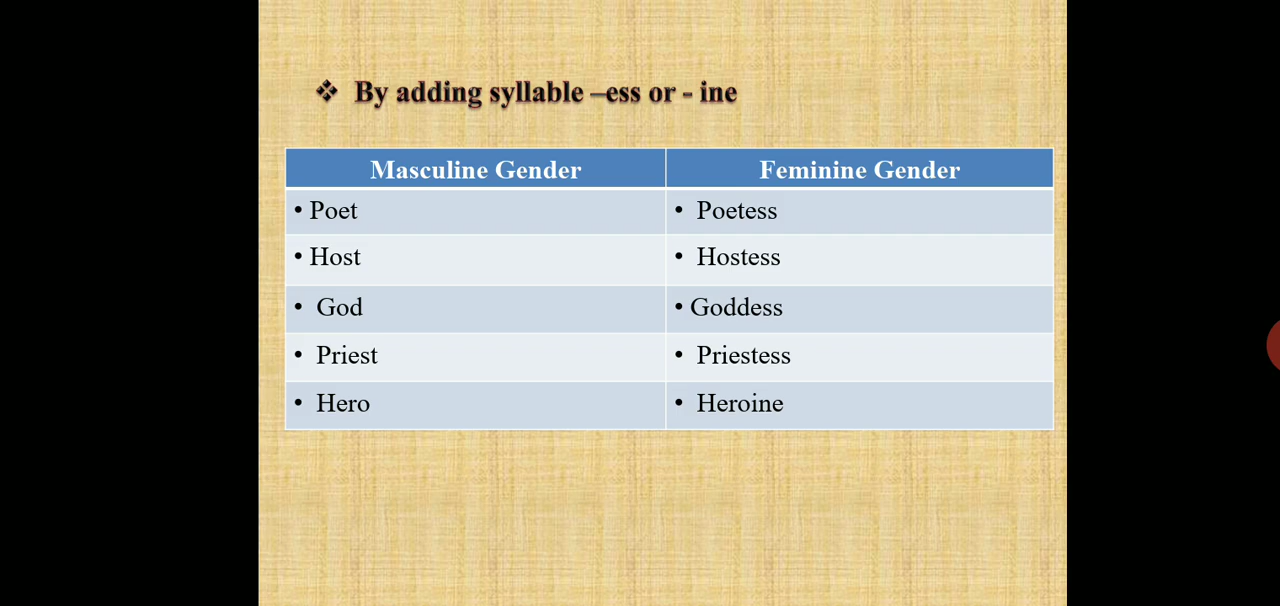 ❖ By adding syllable –ess or - ine
Masculine Gender Feminine Gender
• Poet • Poetess
• Host • Hostess
• God • Goddess
• Priest • Priestess
• Hero • Heroine